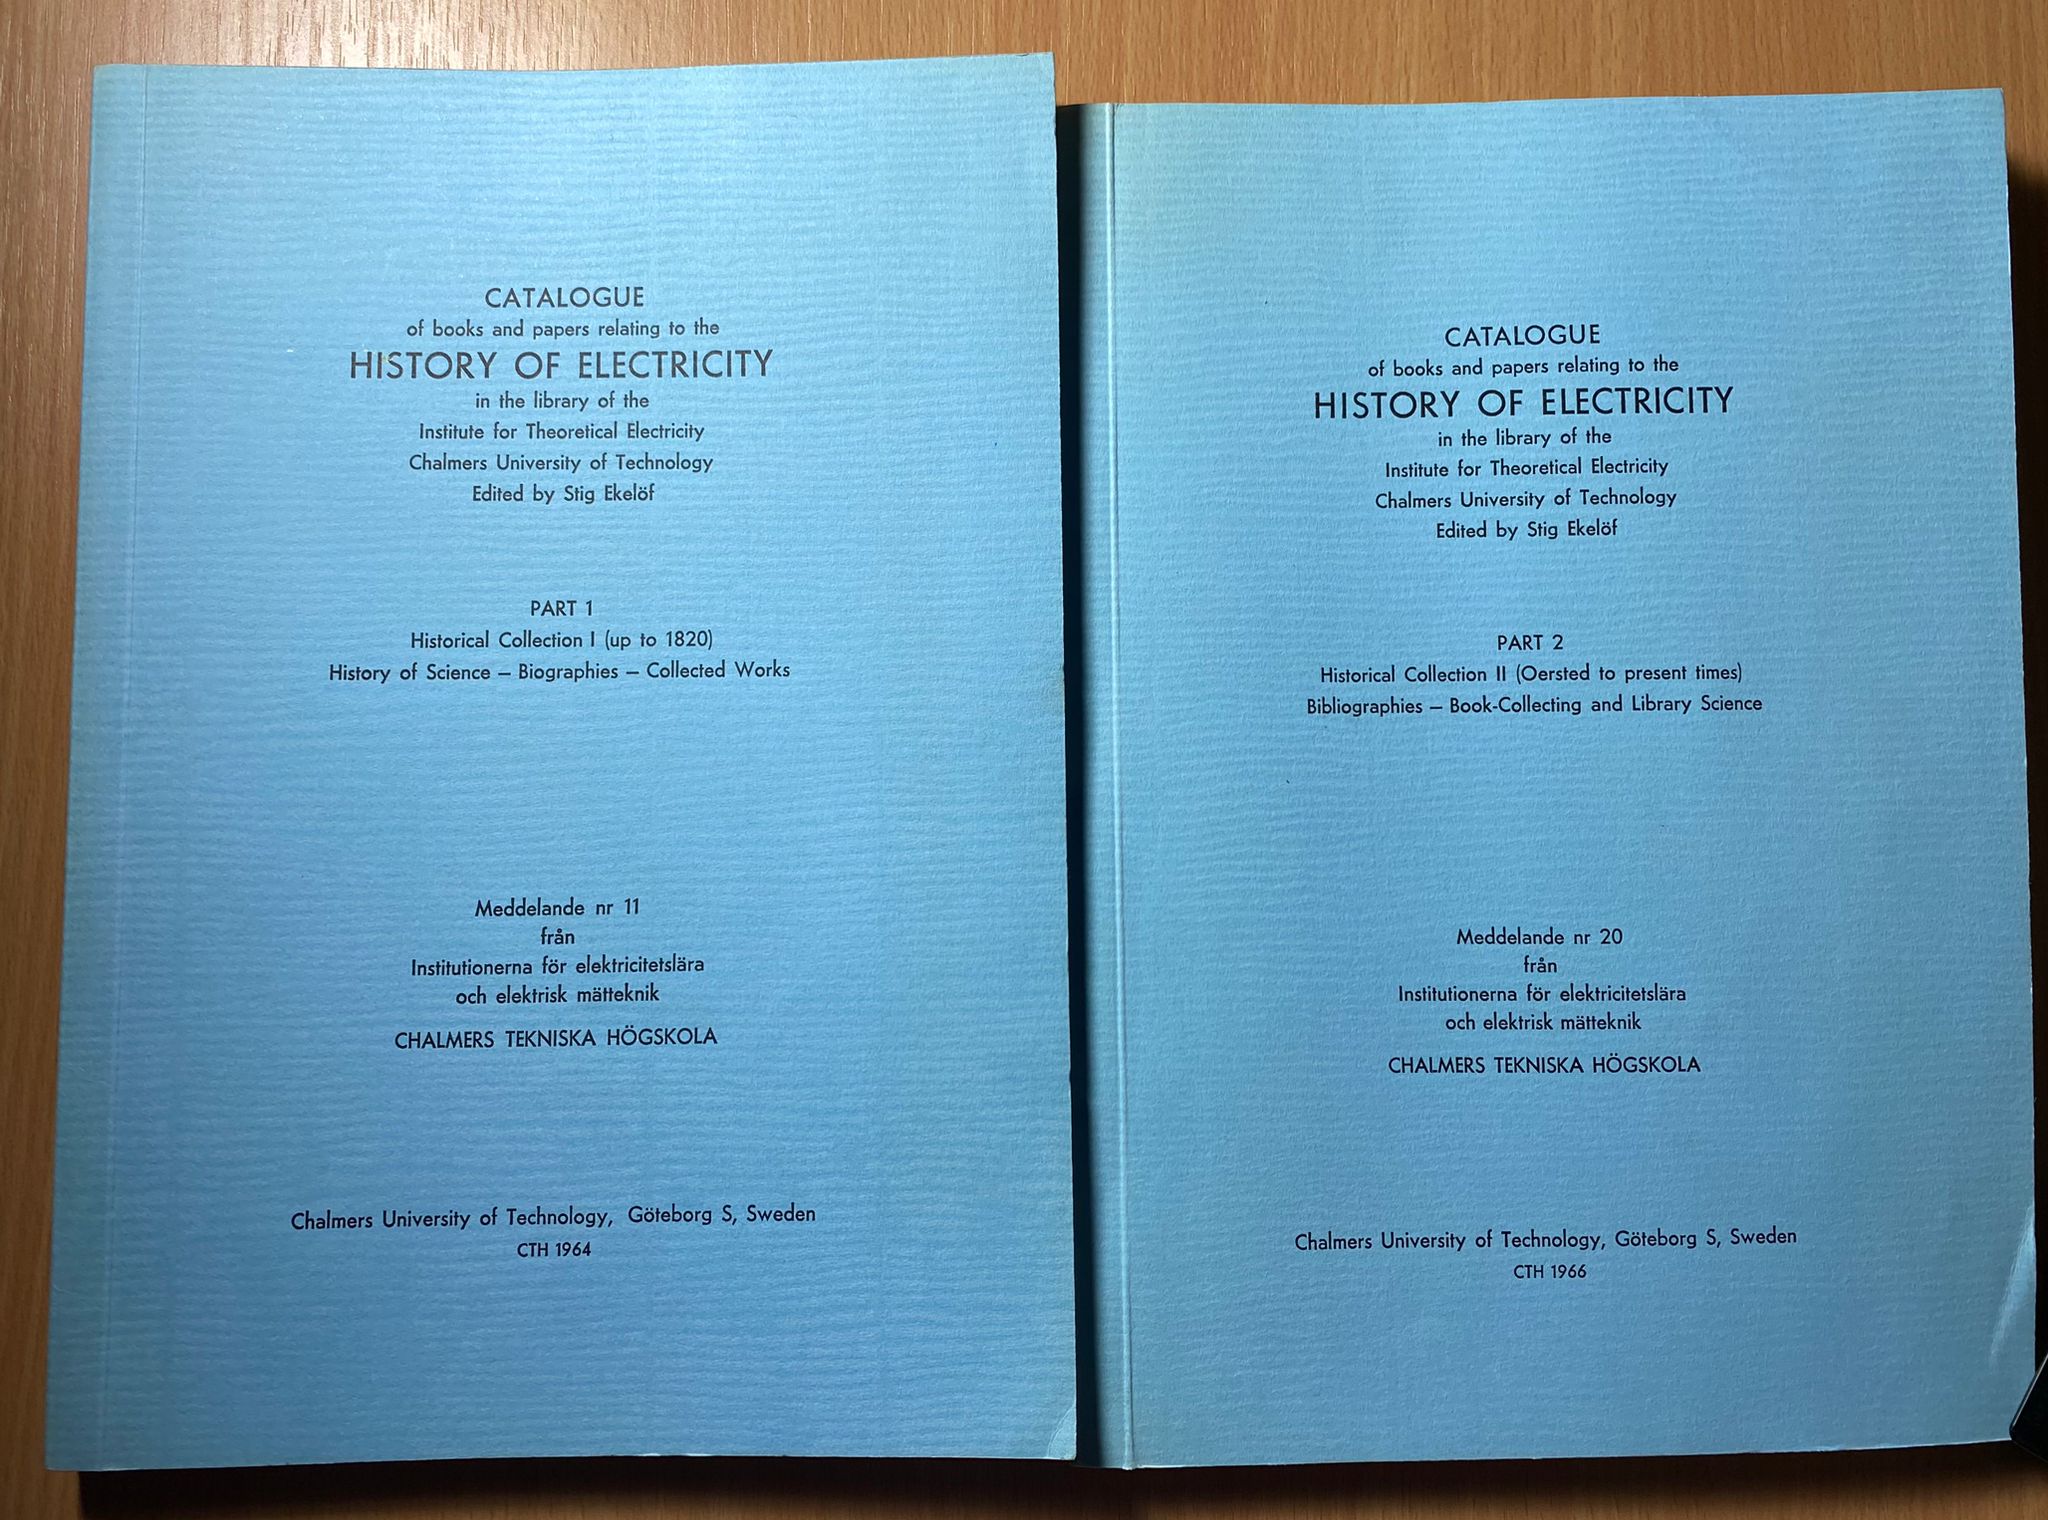 CATALOGUE
of books and papers relating to the
HISTORY OF ELECTRICITY
in the library of the
Institute for Theoretical Electricity
Chalmers University of Technology
Edited by Stig Ekelöf
PART 1
Historical Collection I (up to 1820)
History of Science – Biographies – Collected Works
Meddelande nr 11
från
Institutionerna för elektricitetslära
och elektrisk mätteknik
CHALMERS TEKNISKA HÖGSKOLA
Chalmers University of Technology, Göteborg S, Sweden
CTH 1964
CATALOGUE
of books and papers relating to the
HISTORY OF ELECTRICITY
in the library of the
Institute for Theoretical Electricity
Chalmers University of Technology
Edited by Stig Ekelöf
PART 2
Historical Collection II (Oersted to present times)
Bibliographies – Book-Collecting and Library Science
Meddelande nr 20
från
Institutionerna för elektricitetslära
och elektrisk mätteknik
CHALMERS TEKNISKA HÖGSKOLA
Chalmers University of Technology, Göteborg S, Sweden
CTH 1966